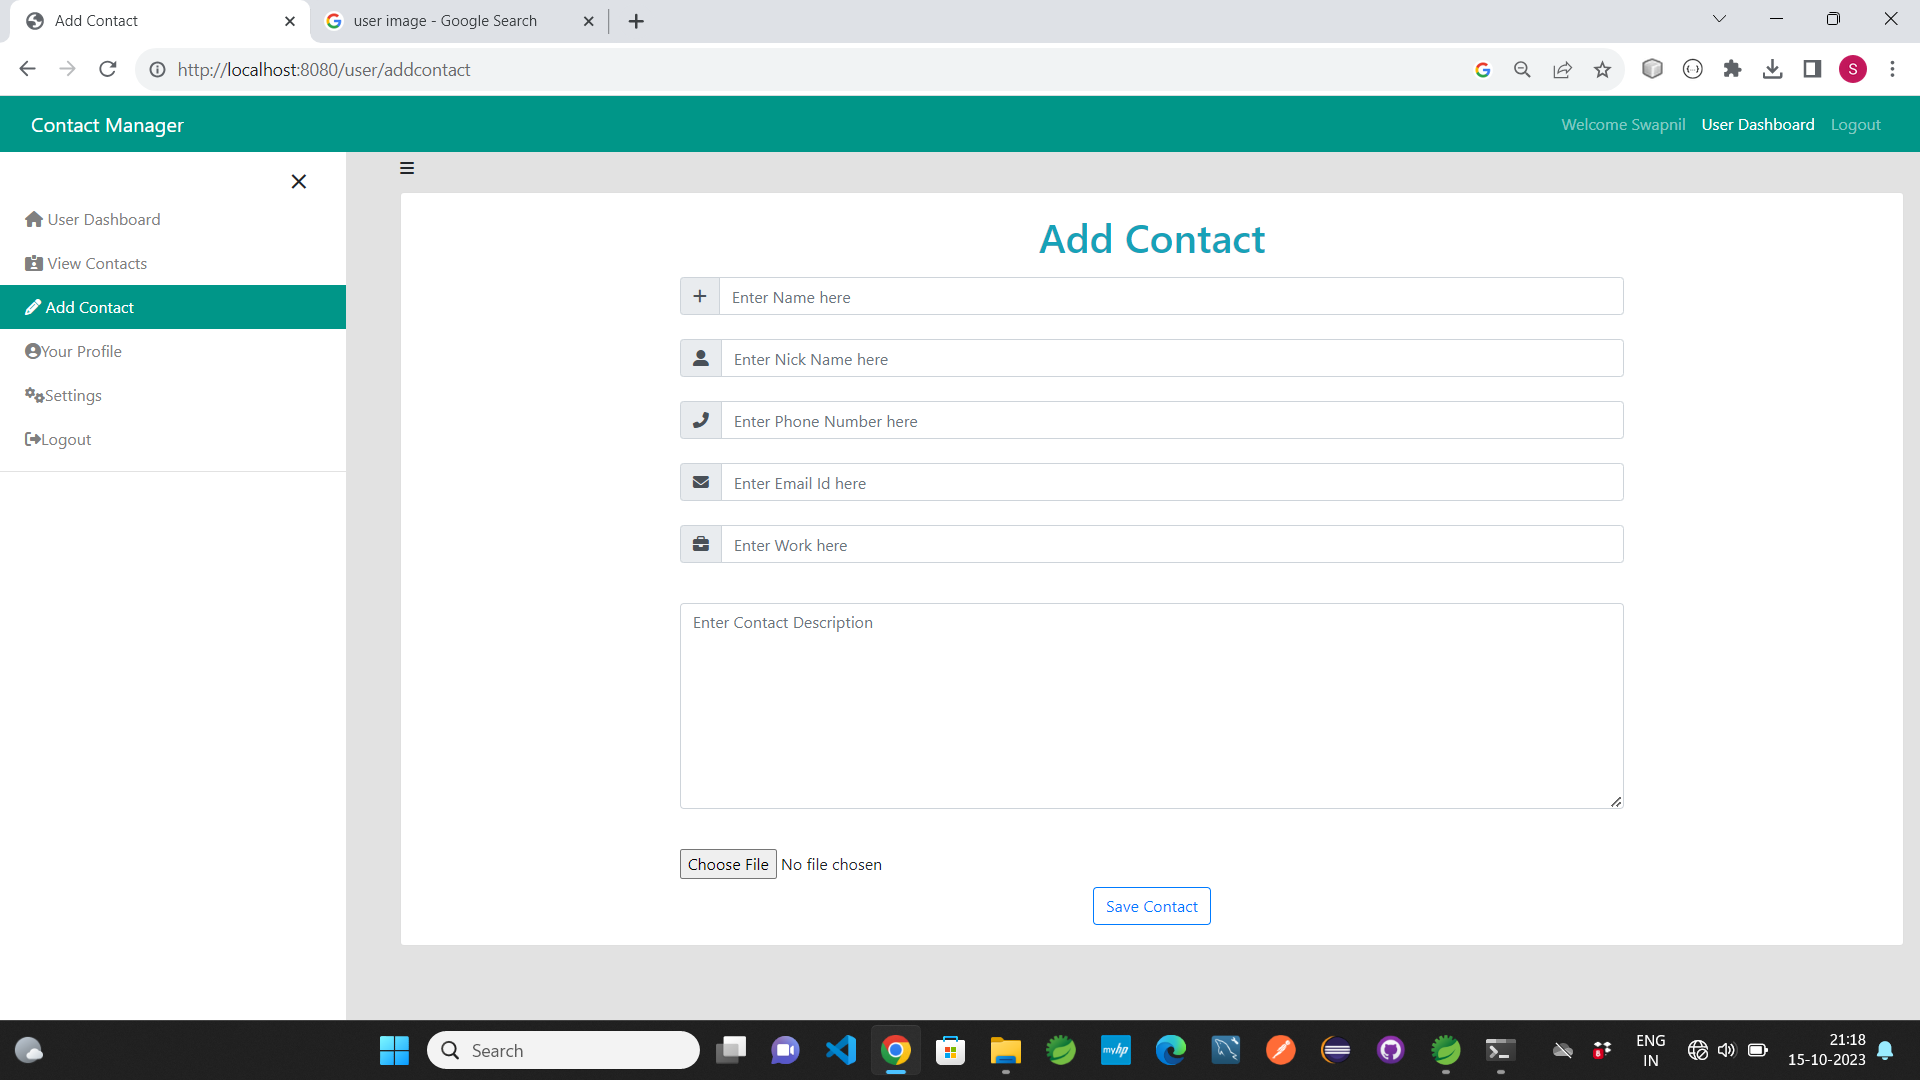 Add Contact
user image - Google Search
http://localhost:8080/user/addcontact
S
Contact Manager
Welcome Swapnil
User Dashboard
Logout
User Dashboard
View Contacts
Add Contact
Your Profile
Settings
Logout
Add Contact
Enter Name here
Enter Nick Name here
Enter Phone Number here
Enter Email Id here
Enter Work here
Enter Contact Description
Choose File No file chosen
Save Contact
Search
myhp
8
ENG
IN
21:18
15-10-2023